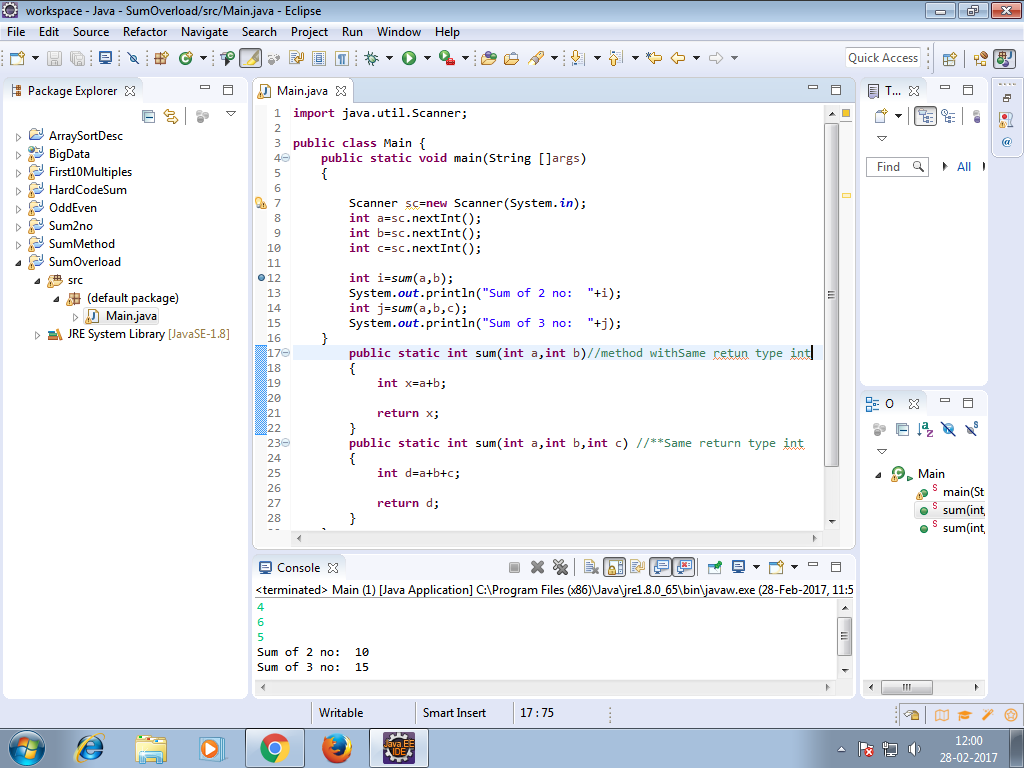 workspace - Java - SumOverload/src/Main.java - Eclipse
File Edit Source Refactor Navigate Search Project Run Window Help
Quick Access
Package Explorer
ArraySortDesc
BigData
First10Multiples
HardCodeSum
OddEven
Sum2no
SumMethod
SumOverload
src
(default package)
Main.java
JRE System Library [JavaSE-1.8]
Main.java
1 import java.util.Scanner;
2
3 public class Main {
4 public static void main(String []args)
5 {
6
7 Scanner sc=new Scanner(System.in);
8 int a=sc.nextInt();
9 int b=sc.nextInt();
10 int c=sc.nextInt();
11
12 int i=sum(a,b);
13 System.out.println("Sum of 2 no:  "+i);
14 int j=sum(a,b,c);
15 System.out.println("Sum of 3 no:  "+j);
16 }
17 public static int sum(int a,int b)//method withSame retun type int
18 {
19 int x=a+b;
20
21 return x;
22 }
23 public static int sum(int a,int b,int c) //**Same return type int
24 {
25 int d=a+b+c;
26
27 return d;
28 }
T...
Find
All
O
Main
main(St
sum(int,
sum(int,
Console
<terminated> Main (1) [Java Application] C:\Program Files (x86)\Java\jre1.8.0_65\bin\javaw.exe (28-Feb-2017, 11:5
4
6
5
Sum of 2 no:  10
Sum of 3 no:  15
Writable
Smart Insert
17 : 75
Java EE
IDE
12:00
28-02-2017